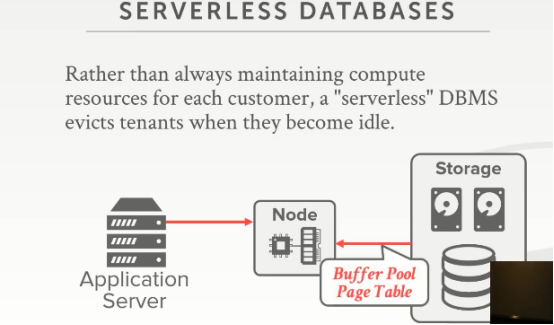 SERVERLESS DATABASES
Rather than always maintaining compute
resources for each customer, a "serverless" DBMS
evicts tenants when they become idle.
Storage
Node
Buffer Pool
Page Table
Application
Server